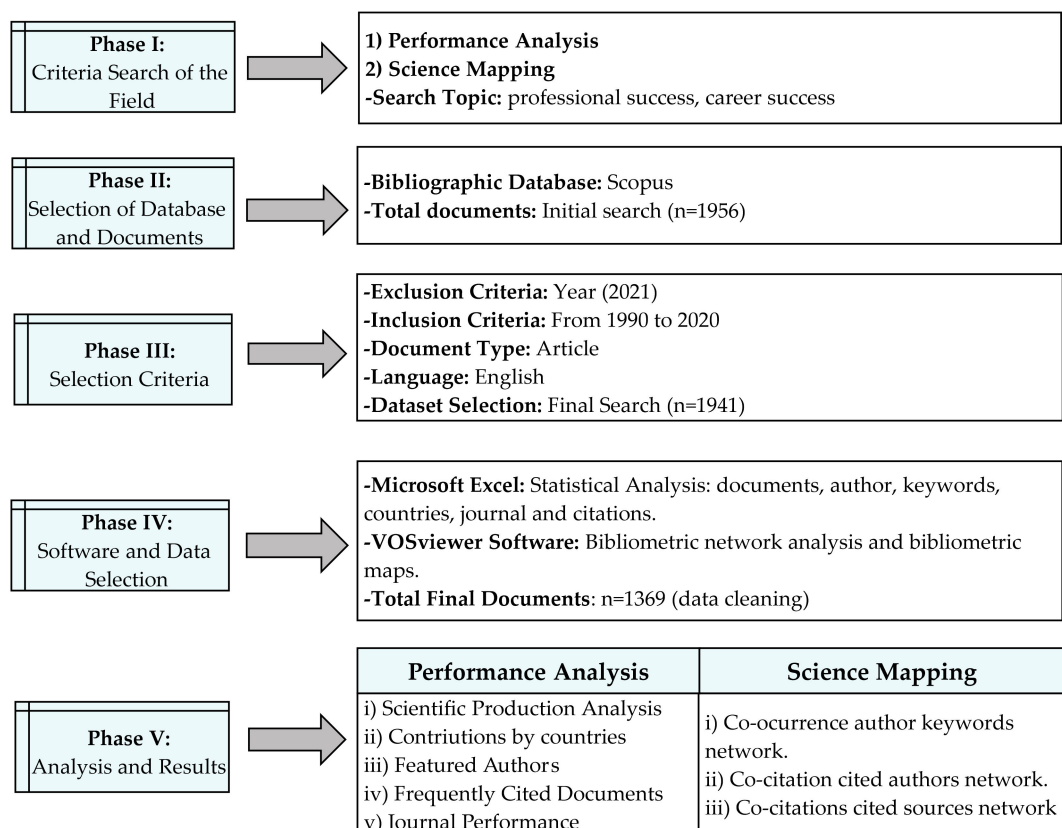 Phase I:
Criteria Search of the
Field
1) Performance Analysis
2) Science Mapping
-Search Topic: professional success, career success
Phase II:
Selection of Database
and Documents
-Bibliographic Database: Scopus
-Total documents: Initial search (n=1956)
Phase III:
Selection Criteria
-Exclusion Criteria: Year (2021)
-Inclusion Criteria: From 1990 to 2020
-Document Type: Article
-Language: English
-Dataset Selection: Final Search (n=1941)
Phase IV:
Software and Data
Selection
-Microsoft Excel: Statistical Analysis: documents, author, keywords,
countries, journal and citations.
-VOSviewer Software: Bibliometric network analysis and bibliometric
maps.
-Total Final Documents: n=1369 (data cleaning)
Phase V:
Analysis and Results
Performance Analysis
i) Scientific Production Analysis
ii) Contriutions by countries
iii) Featured Authors
iv) Frequently Cited Documents
v) Journal Performance
Science Mapping
i) Co-ocurrence author keywords
network.
ii) Co-citation cited authors network.
iii) Co-citations cited sources network